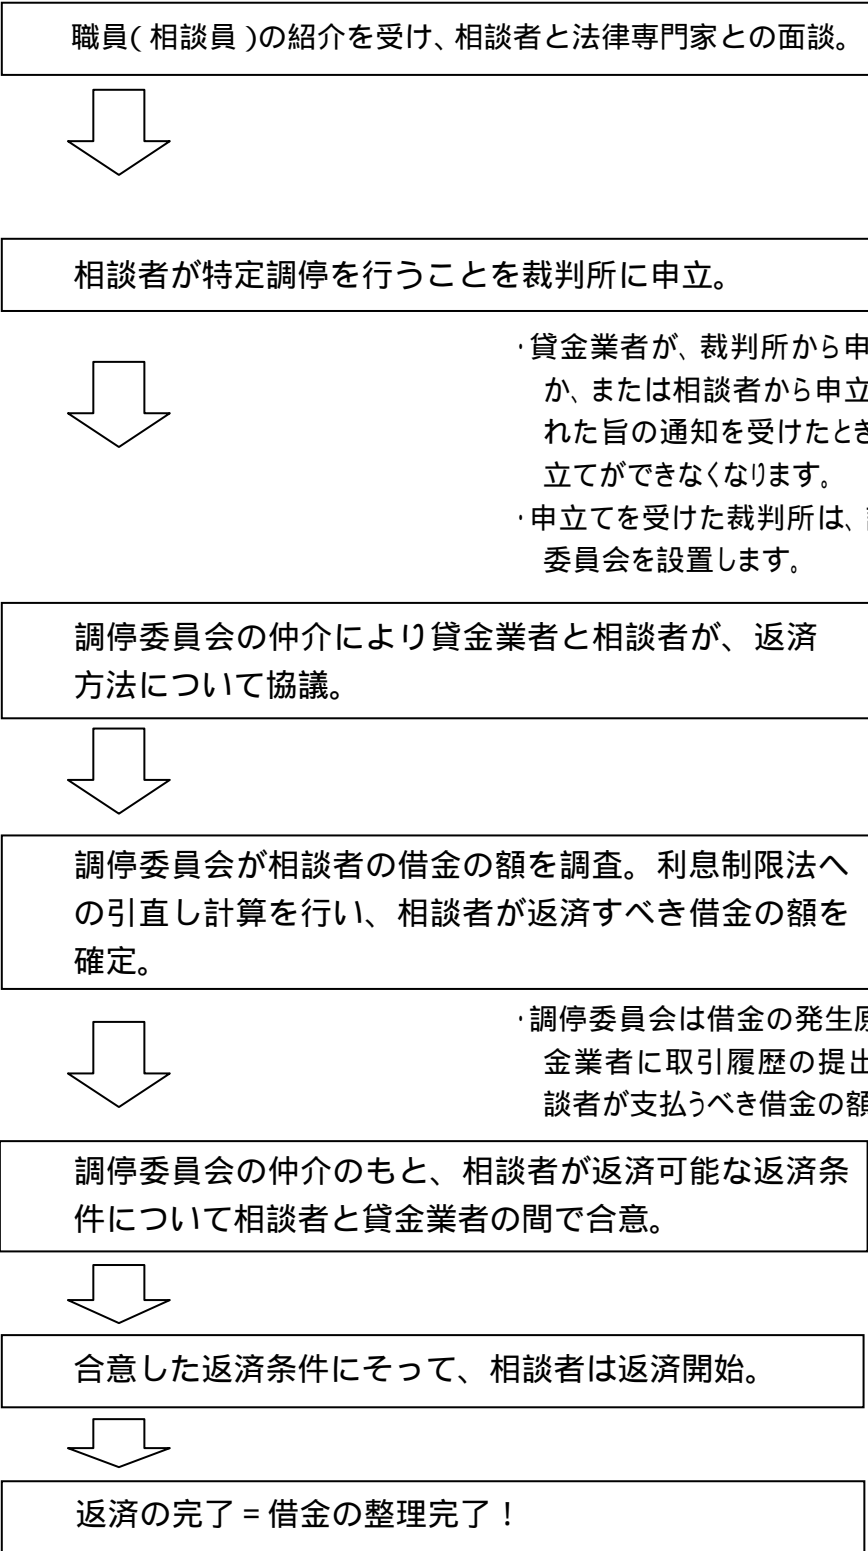 職員(相談員)の紹介を受け、相談者と法律専門家との面談。
相談者が特定調停を行うことを裁判所に申立。
・貸金業者が、裁判所から申
か、または相談者から申立
れた旨の通知を受けたとき
立てができなくなります。
・申立てを受けた裁判所は、
委員会を設置します。
調停委員会の仲介により貸金業者と相談者が、返済
方法について協議。
調停委員会が相談者の借金の額を調査。利息制限法へ
の引直し計算を行い、相談者が返済すべき借金の額を
確定。
・調停委員会は借金の発生原
金業者に取引履歴の提出
談者が支払うべき借金の額
調停委員会の仲介のもと、相談者が返済可能な返済条
件について相談者と貸金業者の間で合意。
合意した返済条件にそって、相談者は返済開始。
返済の完了=借金の整理完了!